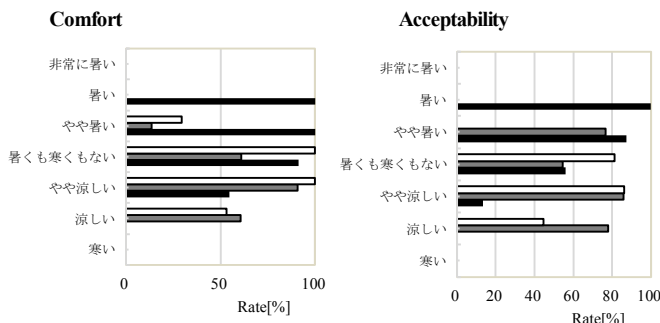 Comfort
非常に暑い
暑い
やや暑い
暑くも寒くもない
やや涼しい
涼しい
寒い
0 50 100
Rate[%]
Acceptability
非常に暑い
暑い
やや暑い
暑くも寒くもない
やや涼しい
涼しい
寒い
0 20 40 60 80 100
Rate[%]